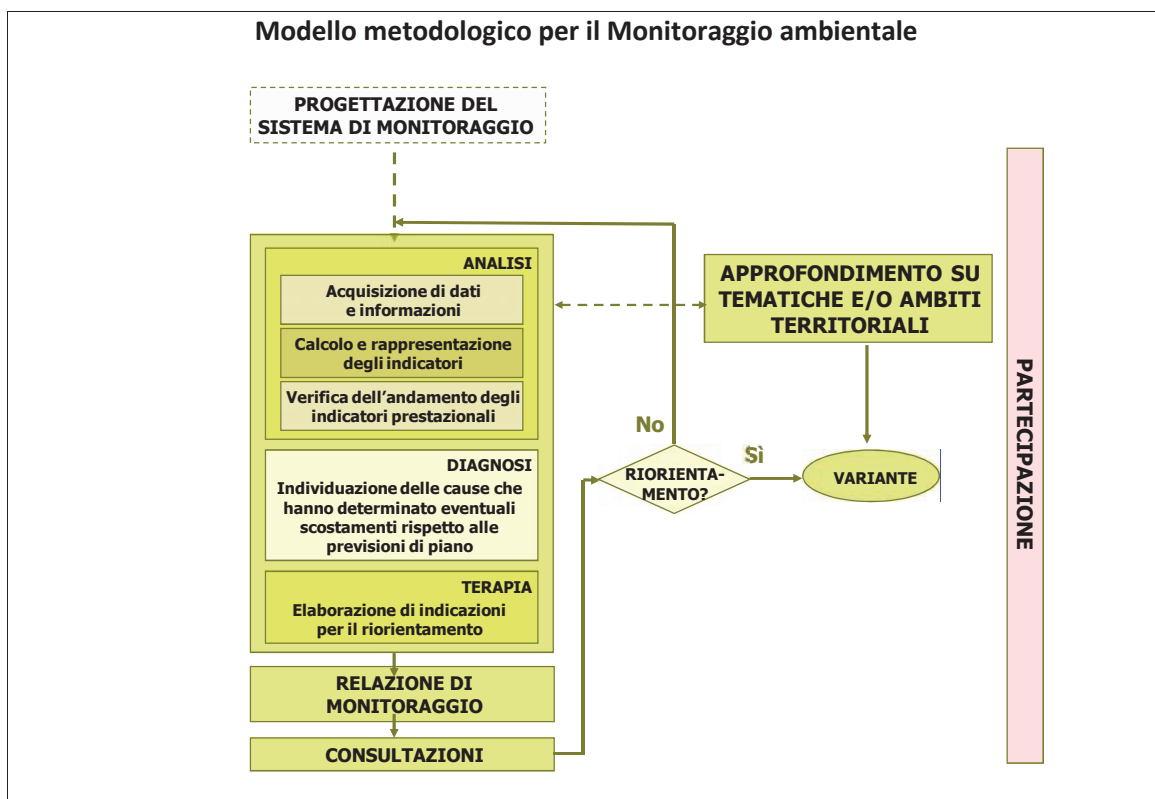 Modello metodologico per il Monitoraggio ambientale
PROGETTAZIONE DEL
SISTEMA DI MONITORAGGIO
ANALISI
Acquisizione di dati
e informazioni
Calcolo e rappresentazione
degli indicatori
Verifica dell’andamento degli
indicatori prestazionali
DIAGNOSI
Individuazione delle cause che
hanno determinato eventuali
scostamenti rispetto alle
previsioni di piano
TERAPIA
Elaborazione di indicazioni
per il riorientamento
RELAZIONE DI
MONITORAGGIO
CONSULTAZIONI
No
RIORIENTA-
MENTO?
Sì
APPROFONDIMENTO SU
TEMATICHE E/O AMBITI
TERRITORIALI
VARIANTE
PARTECIPAZIONE